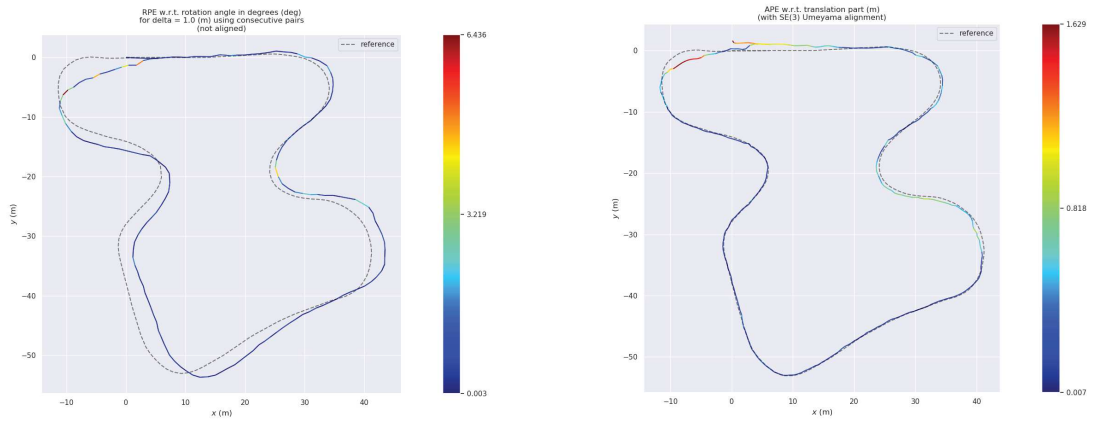 RPE w.r.t. rotation angle in degrees (deg)
for delta = 1.0 (m) using consecutive pairs
(not aligned)
reference
0
−10
−20
−30
−40
−50
y (m)
−10
0
10
20
30
40
x (m)
6.436
3.219
0.003
APE w.r.t. translation part (m)
(with SE(3) Umeyama alignment)
reference
0
−10
−20
−30
−40
−50
y (m)
−10
0
10
20
30
40
x (m)
1.629
0.818
0.007